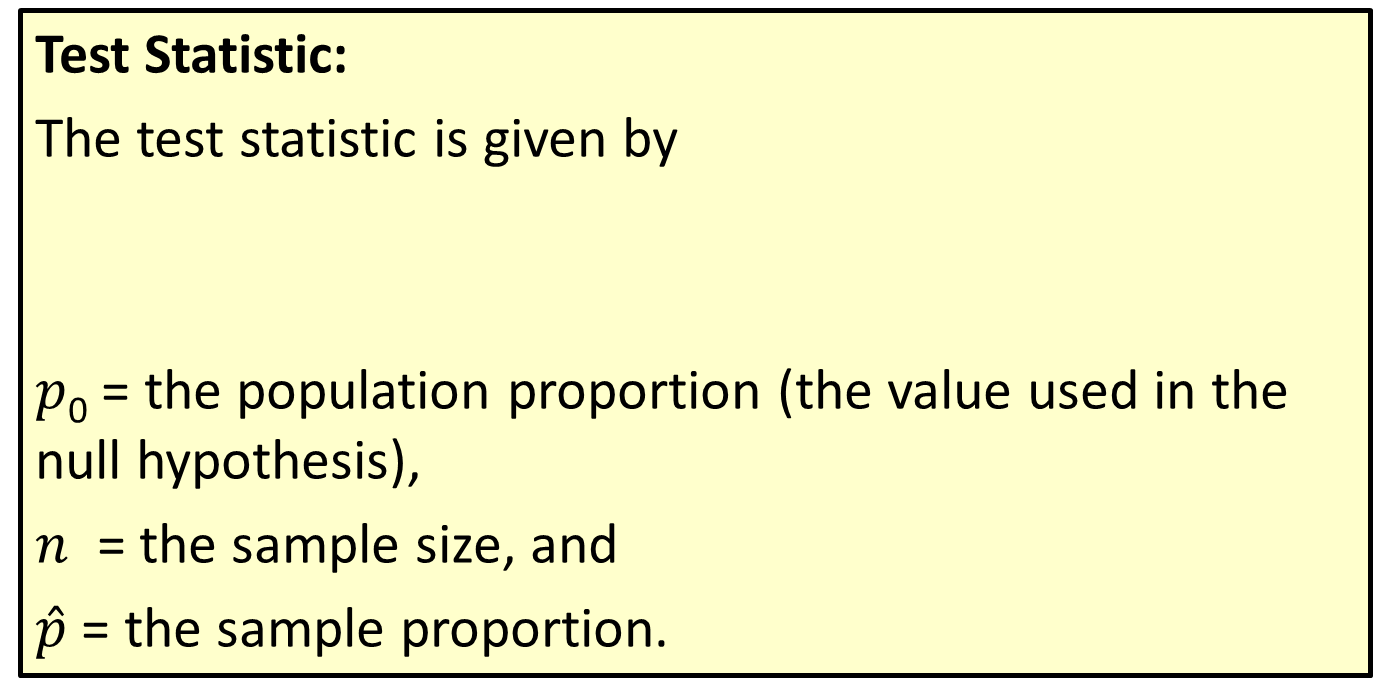 Test Statistic:
The test statistic is given by
p₀ = the population proportion (the value used in the
null hypothesis),
n = the sample size, and
p̂ = the sample proportion.